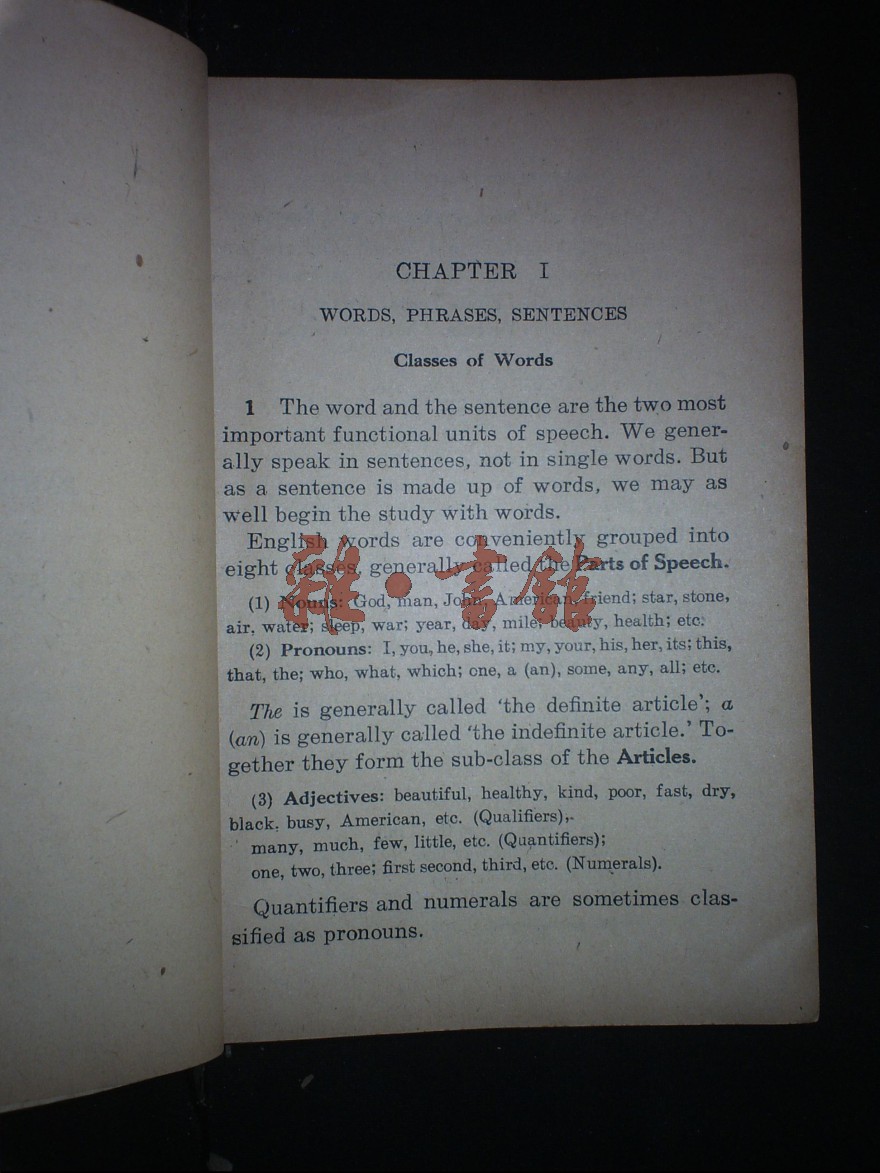 CHAPTER I
WORDS, PHRASES, SENTENCES
Classes of Words
1 The word and the sentence are the two most
important functional units of speech. We gener-
ally speak in sentences, not in single words. But
as a sentence is made up of words, we may as
well begin the study with words.
English words are conveniently grouped into
eight classes, generally called the Parts of Speech.
雜·書館
(1) Nouns: God, man, John, American, friend; star, stone,
air, water; sleep, war; year, day, mile; beauty, health; etc.
(2) Pronouns: I, you, he, she, it; my, your, his, her, its; this,
that, the; who, what, which; one, a (an), some, any, all; etc.
The is generally called ‘the definite article’; a
(an) is generally called ‘the indefinite article.’ To-
gether they form the sub-class of the Articles.
(3) Adjectives: beautiful, healthy, kind, poor, fast, dry,
black, busy, American, etc. (Qualifiers),
many, much, few, little, etc. (Quantifiers);
one, two, three; first second, third, etc. (Numerals).
Quantifiers and numerals are sometimes clas-
sified as pronouns.